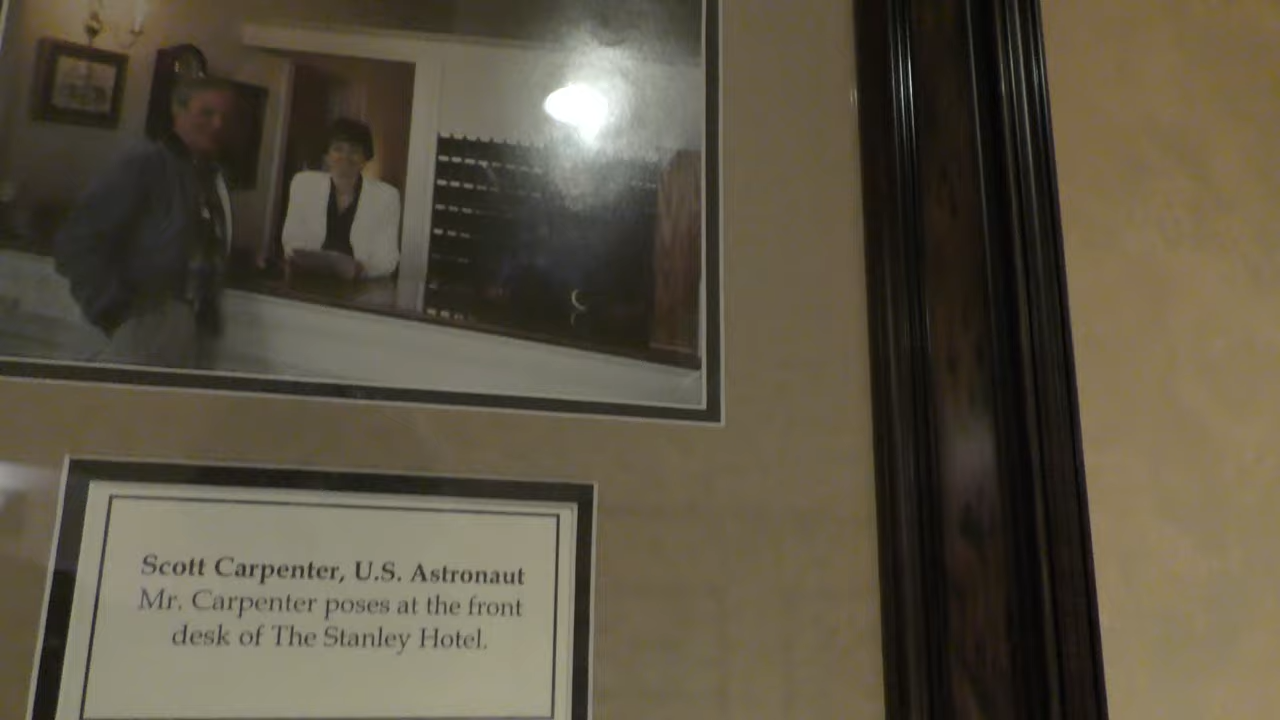 Scott Carpenter, U.S. Astronaut
Mr. Carpenter poses at the front
desk of The Stanley Hotel.